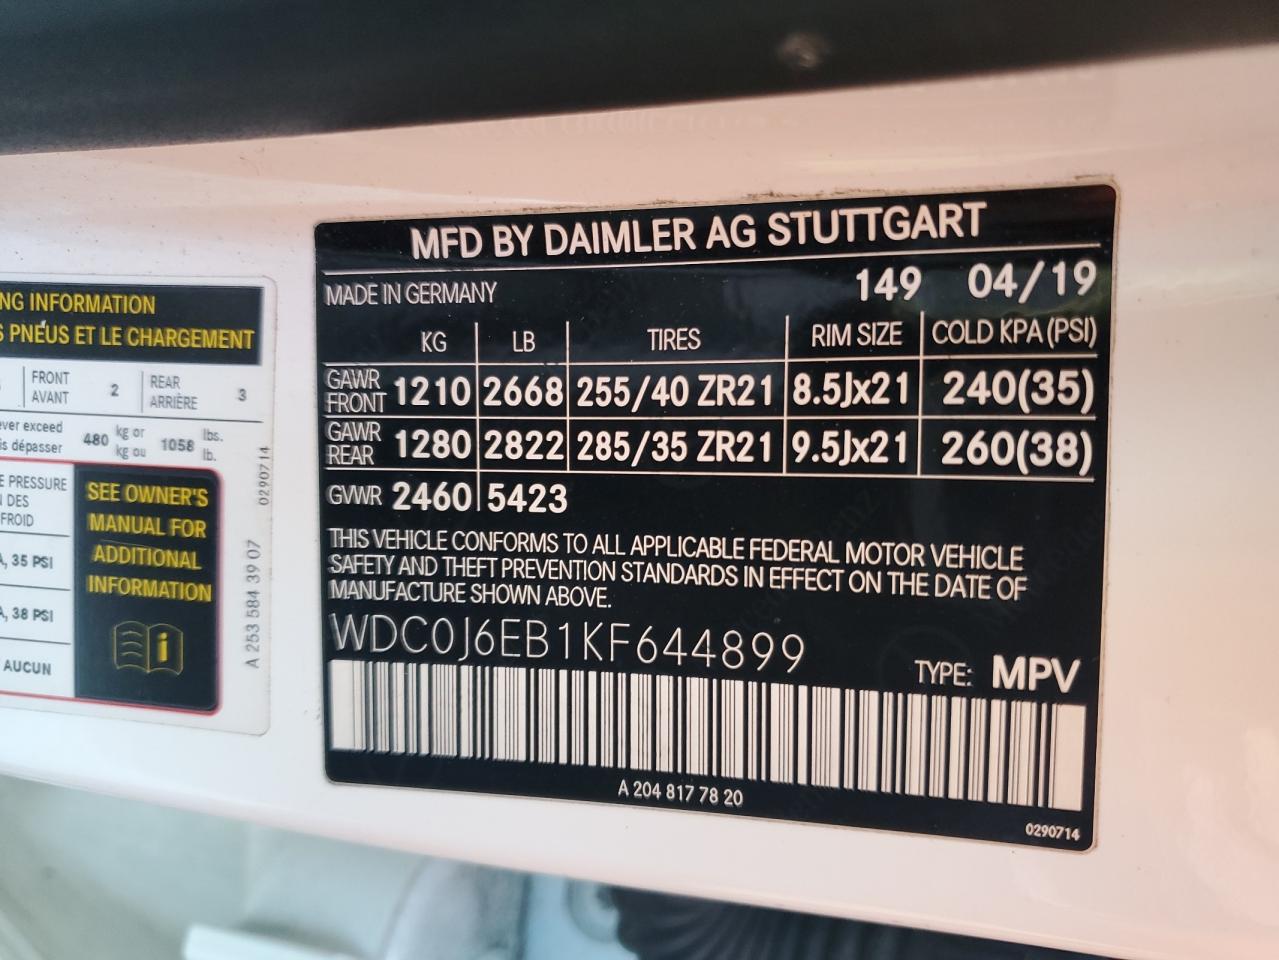 NG INFORMATION
S PNEUS ET LE CHARGEMENT
FRONT
AVANT
2
REAR
ARRIÈRE
3
ever exceed
is dépasser
480
kg or
kg ou
1058
lbs.
lb.
E PRESSURE
DES
FROID
, 35 PSI
, 38 PSI
AUCUN
SEE OWNER'S
MANUAL FOR
ADDITIONAL
INFORMATION
i
0290714
A 253 584 39 07
MFD BY DAIMLER AG STUTTGART
MADE IN GERMANY 149 04/19
KG LB TIRES RIM SIZE COLD KPA (PSI)
GAWR FRONT 1210 2668 255/40 ZR21 8.5Jx21 240(35)
GAWR REAR 1280 2822 285/35 ZR21 9.5Jx21 260(38)
GVWR 2460 5423
THIS VEHICLE CONFORMS TO ALL APPLICABLE FEDERAL MOTOR VEHICLE
SAFETY AND THEFT PREVENTION STANDARDS IN EFFECT ON THE DATE OF
MANUFACTURE SHOWN ABOVE.
WDC0J6EB1KF644899
TYPE: MPV
A 204 817 78 20
0290714